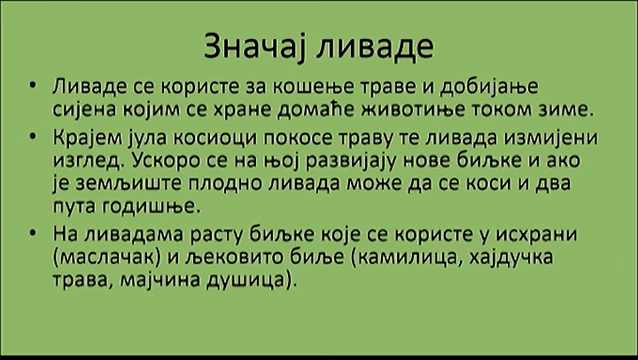 Значај ливаде
• Ливаде се користе за кошење траве и добијање
сијена којим се хране домаће животиње током зиме.
• Крајем јула косиоци покосе траву те ливада измијени
изглед. Ускоро се на њој развијају нове биљке и ако
је земљиште плодно ливада може да се коси и два
пута годишње.
• На ливадама расту биљке које се користе у исхрани
(маслачак) и љековито биље (камилица, хајдучка
трава, мајчина душица).